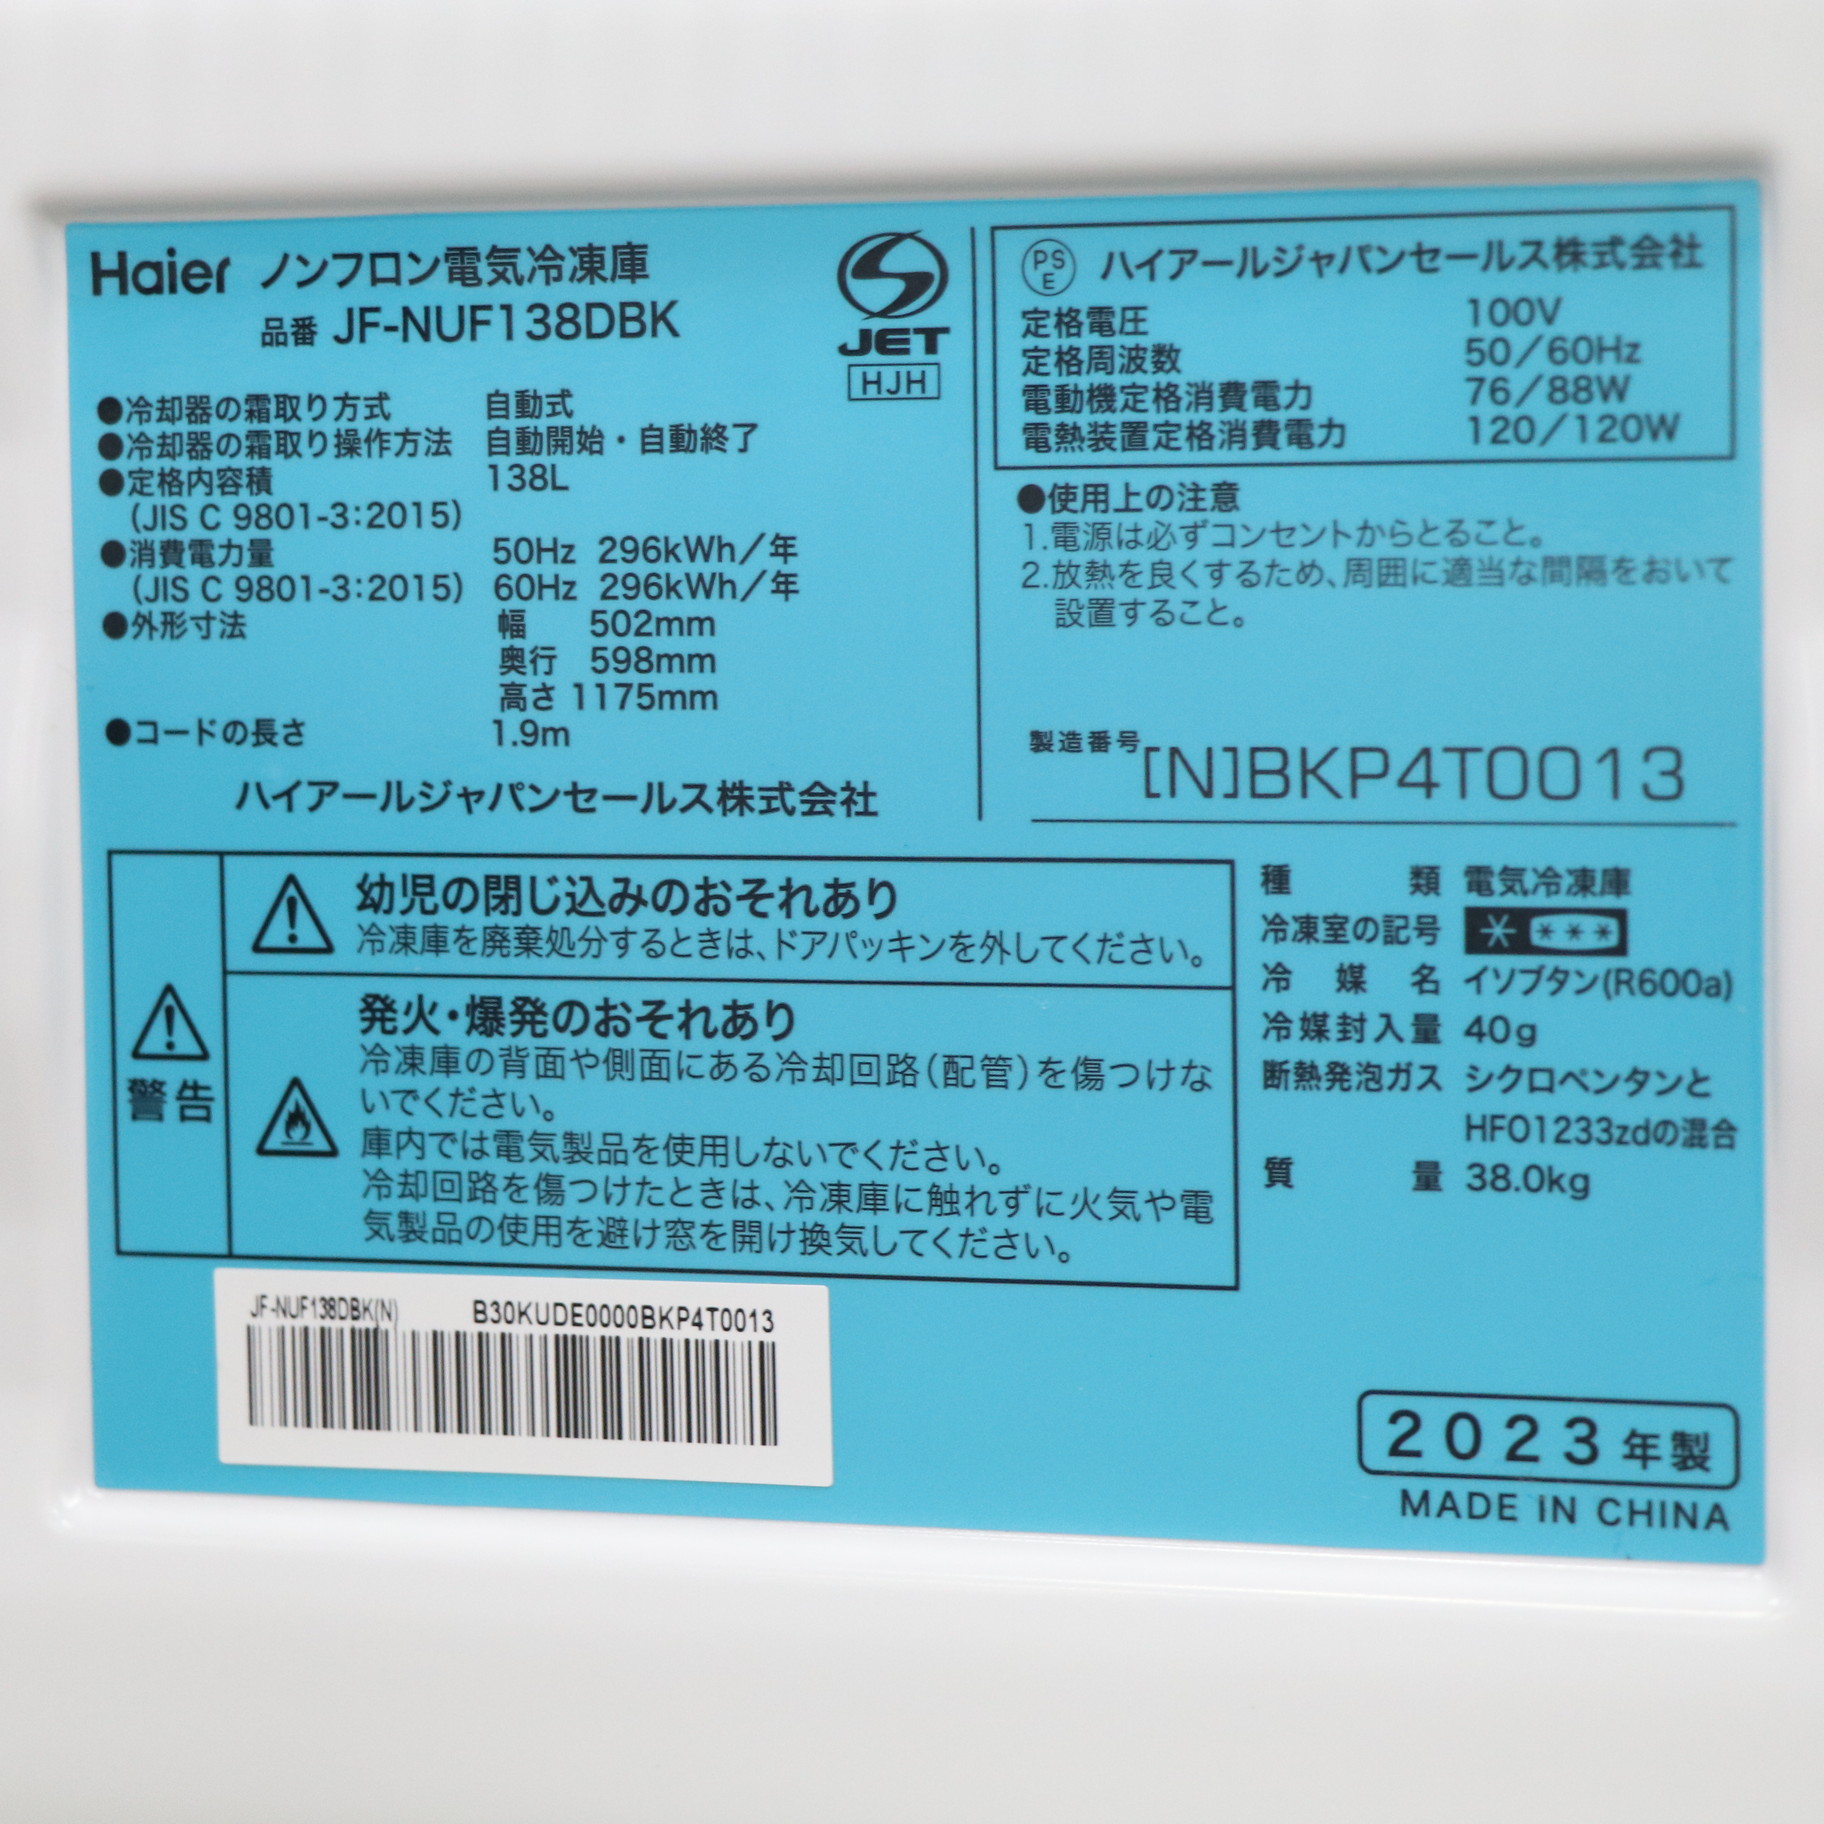 Haier ノンフロン電気冷凍庫
品番 JF-NUF138DBK
JET
HJH
●冷却器の霜取り方式 自動式
●冷却器の霜取り操作方法 自動開始・自動終了
●定格内容積 138L
(JIS C 9801-3:2015)
●消費電力量 50Hz 296kWh/年
(JIS C 9801-3:2015) 60Hz 296kWh/年
●外形寸法 幅 502mm
奥行 598mm
高さ 1175mm
●コードの長さ 1.9m
ハイアールジャパンセールス株式会社
PSE ハイアールジャパンセールス株式会社
定格電圧 100V
定格周波数 50/60Hz
電動機定格消費電力 76/88W
電熱装置定格消費電力 120/120W
●使用上の注意
1.電源は必ずコンセントからとること。
2.放熱を良くするため、周囲に適当な間隔をおいて
設置すること。
製造番号 [N]BKP4T0013
警告
幼児の閉じ込みのおそれあり
冷凍庫を廃棄処分するときは、ドアパッキンを外してください。
発火・爆発のおそれあり
冷凍庫の背面や側面にある冷却回路(配管)を傷つけな
いでください。
庫内では電気製品を使用しないでください。
冷却回路を傷つけたときは、冷凍庫に触れずに火気や電
気製品の使用を避け窓を開け換気してください。
種類 電気冷凍庫
冷凍室の記号 * ***
冷媒名 イソブタン(R600a)
冷媒封入量 40g
断熱発泡ガス シクロペンタンと
HFO1233zdの混合
質量 38.0kg
JF-NUF138DBK(N) B30KUDE0000BKP4T0013
2023年製
MADE IN CHINA